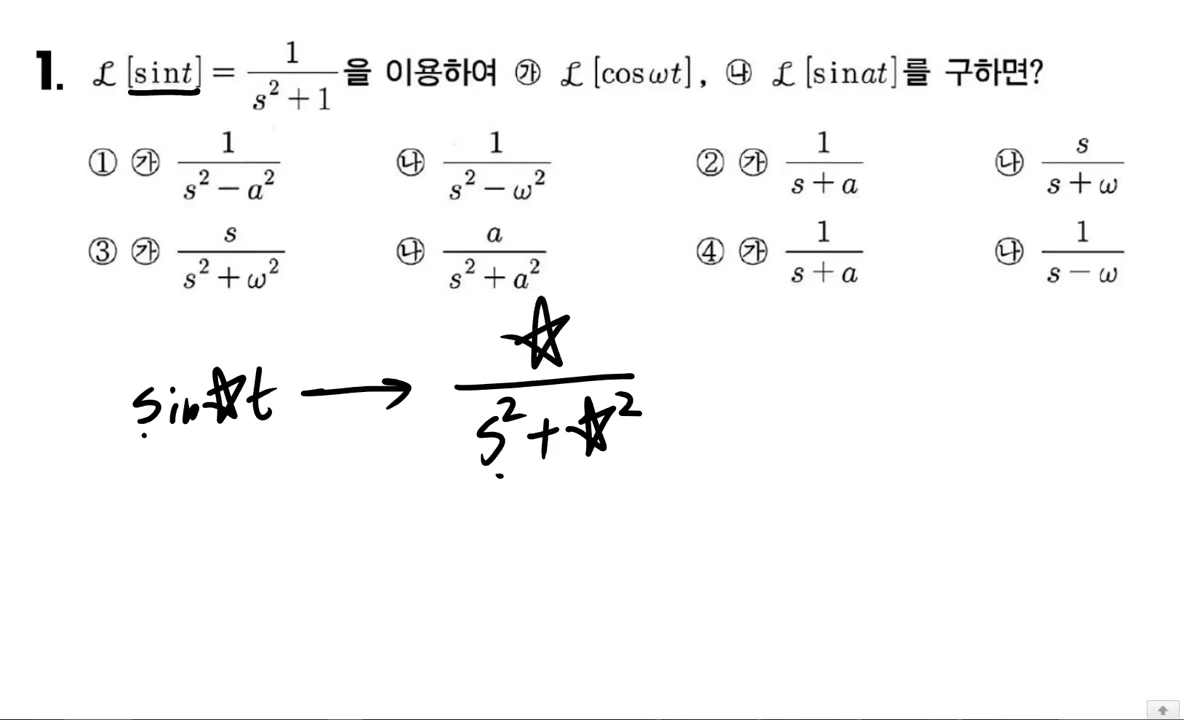 1. ℒ[sint] = 1/(s²+1) 을 이용하여 ㉮ ℒ[cosωt], ㉯ ℒ[sinat]를 구하면?
① ㉮ 1/(s²−a²) ㉯ 1/(s²−ω²) ② ㉮ 1/(s+a) ㉯ s/(s+ω)
③ ㉮ s/(s²+ω²) ㉯ a/(s²+a²) ④ ㉮ 1/(s+a) ㉯ 1/(s−ω)
sin☆t → ☆/(s²+☆²)